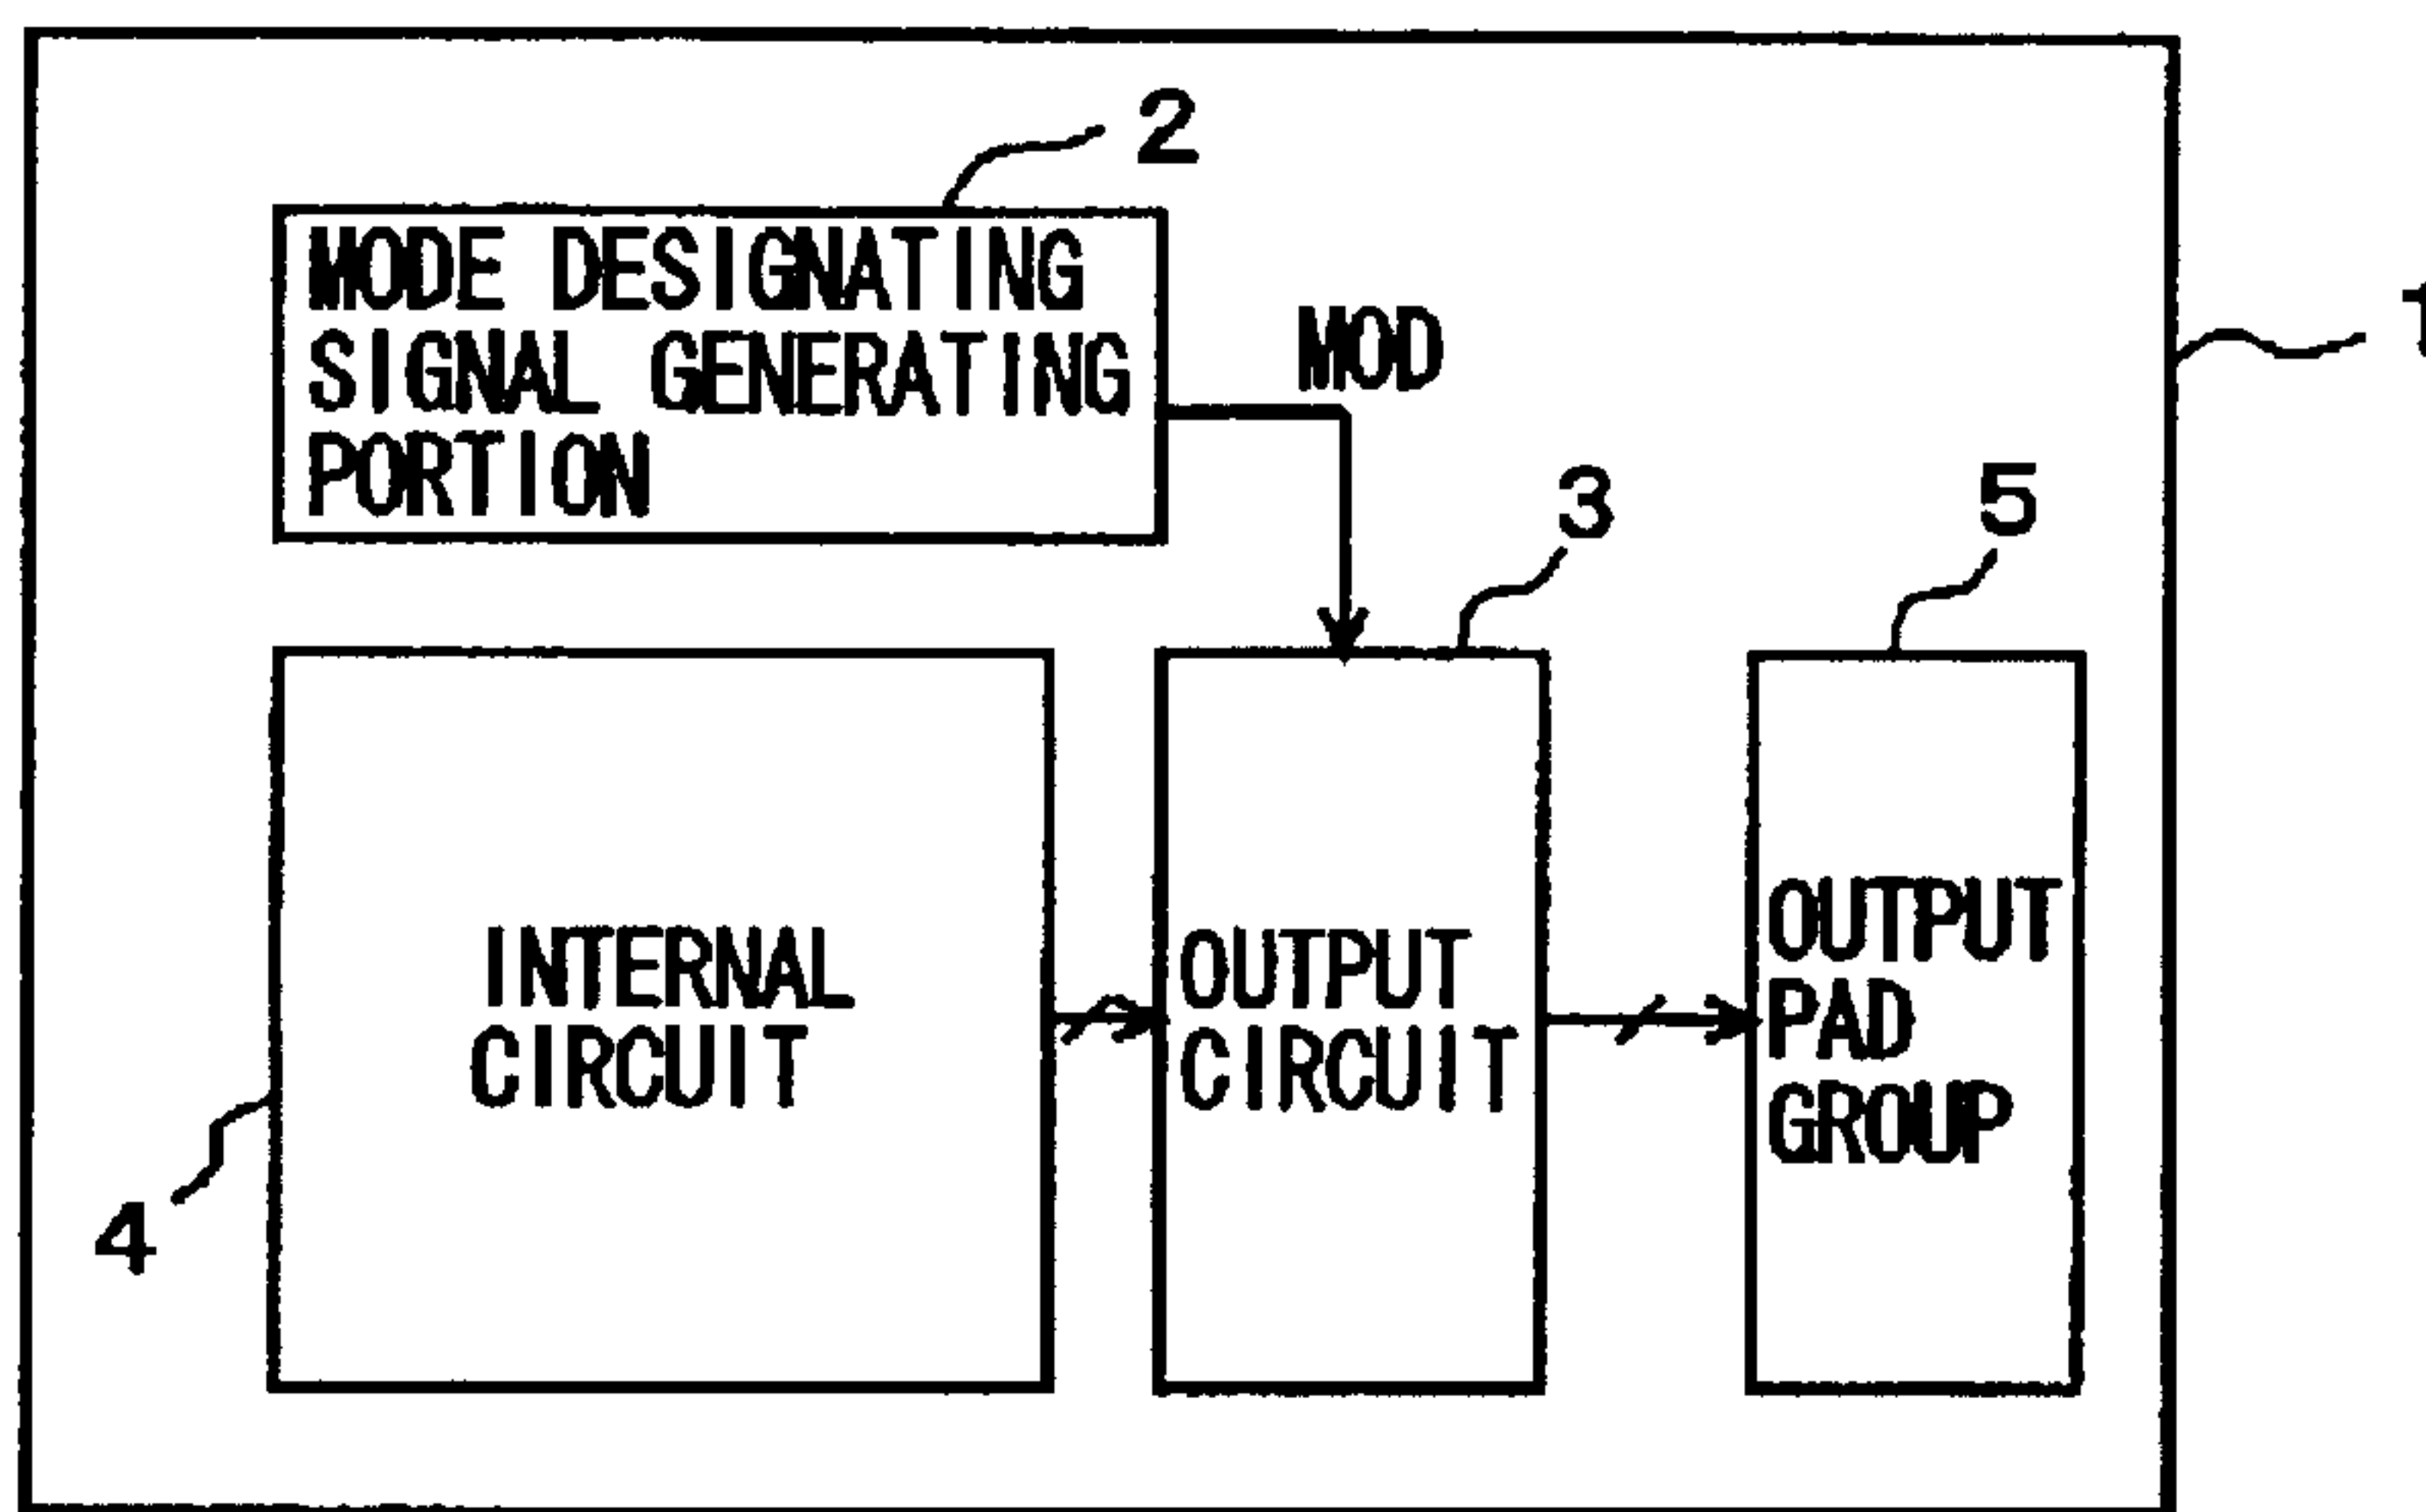 2
MODE DESIGNATING
SIGNAL GENERATING
PORTION
MOD
1
3
5
INTERNAL
CIRCUIT
OUTPUT
CIRCUIT
OUTPUT
PAD
GROUP
4